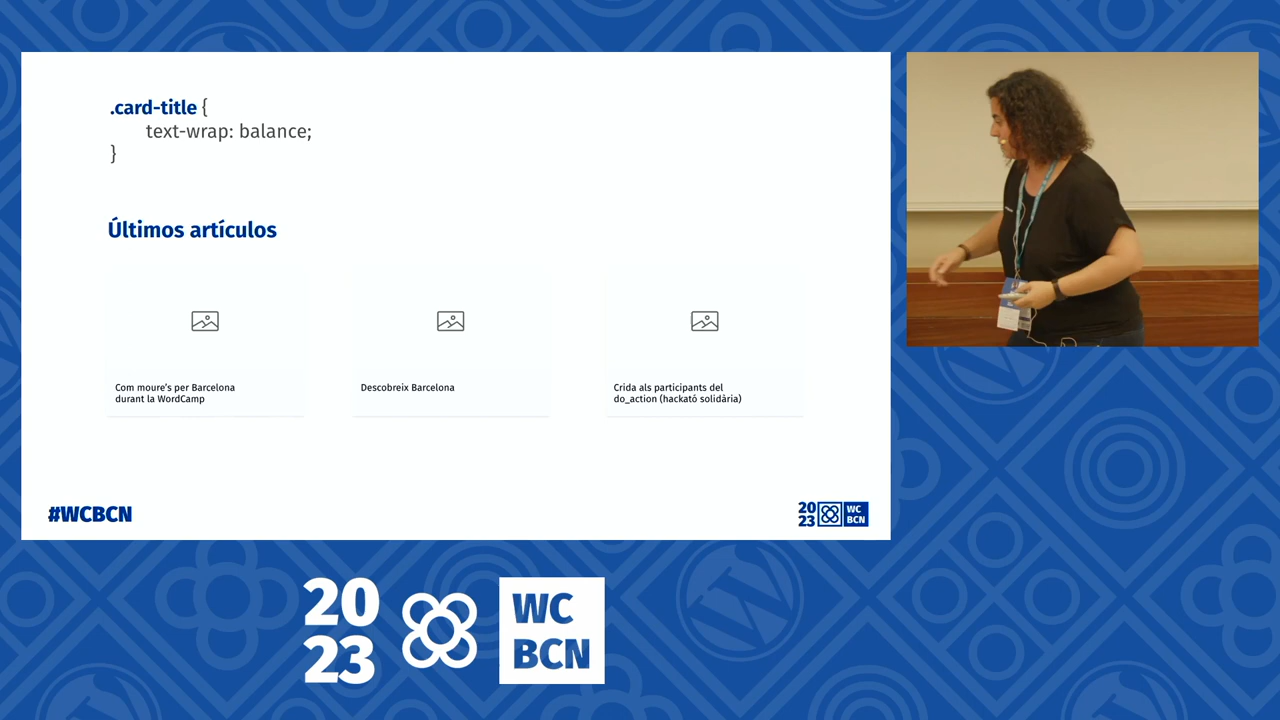 .card-title {
text-wrap: balance;
}
Últimos artículos
Com moure's per Barcelona
durant la WordCamp
Descobreix Barcelona
Crida als participants del
do_action (hackató solidària)
#WCBCN
20
23
WC
BCN
20
23
WC
BCN